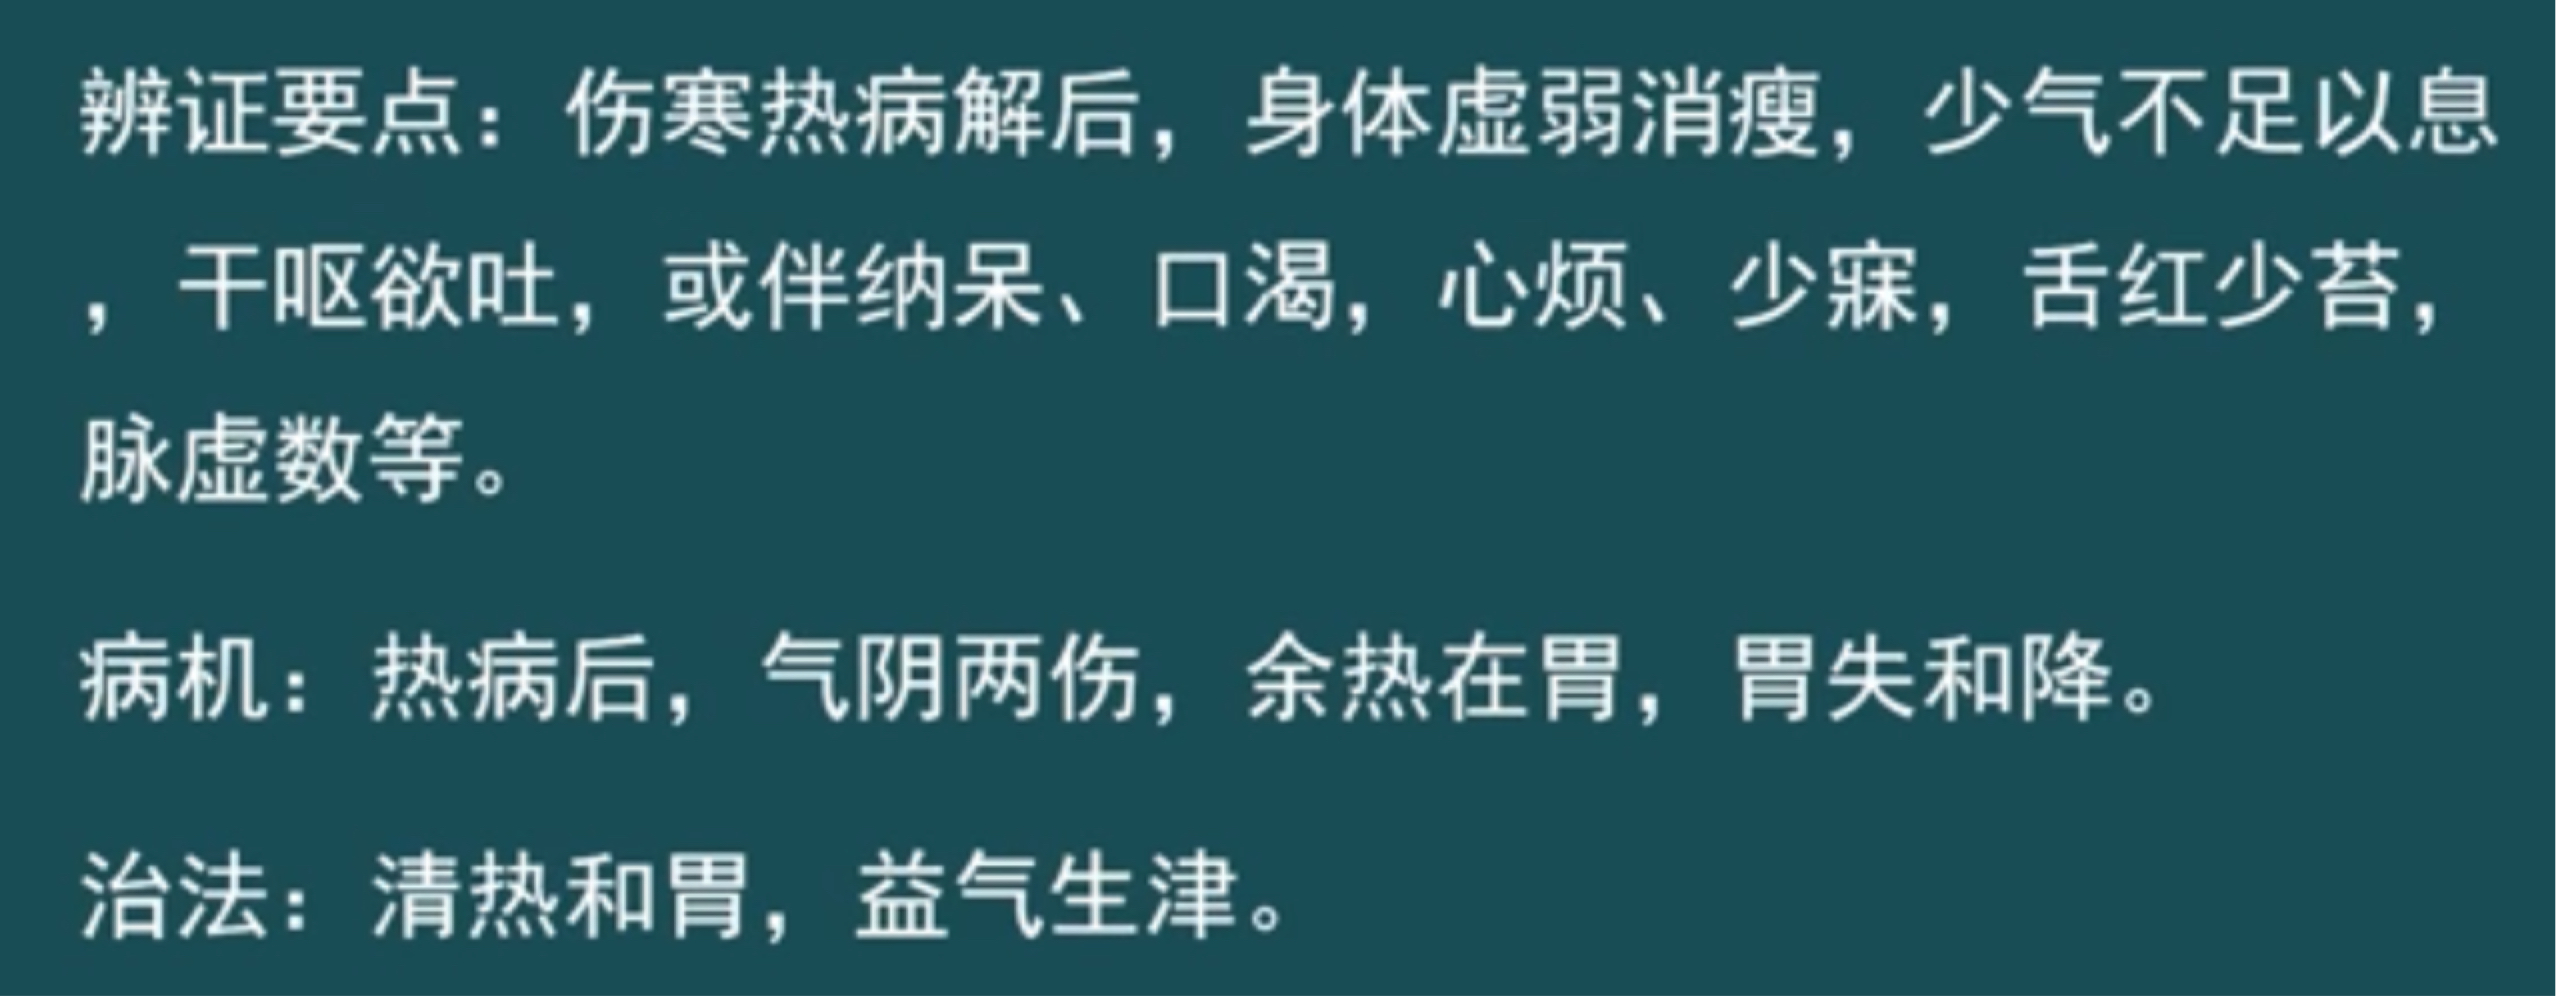 辨证要点：伤寒热病解后，身体虚弱消瘦，少气不足以息
，干呕欲吐，或伴纳呆、口渴，心烦、少寐，舌红少苔，
脉虚数等。
病机：热病后，气阴两伤，余热在胃，胃失和降。
治法：清热和胃，益气生津。